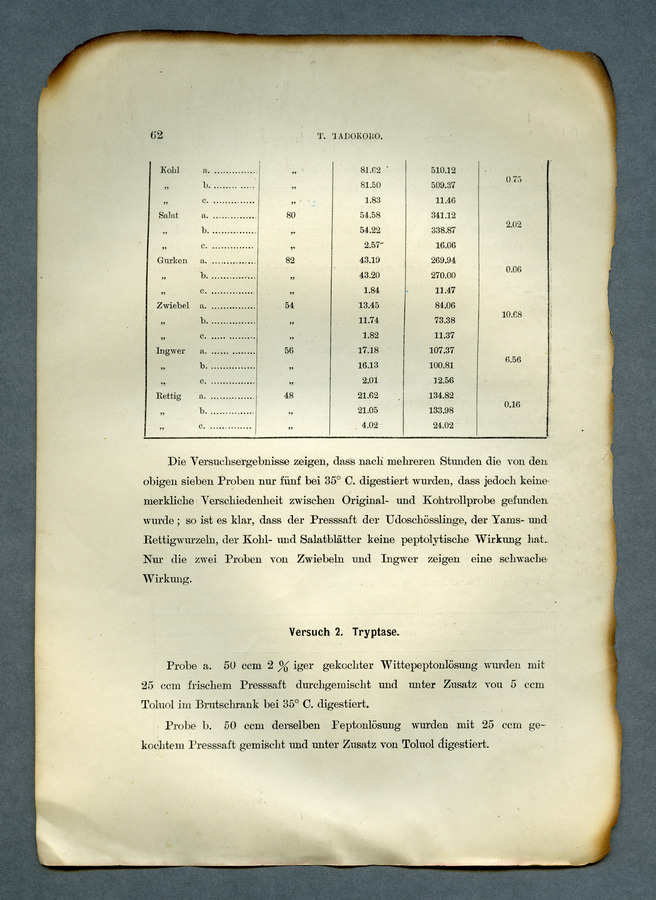 62
T. TADOKORO.
Kohl a. ............... „ 81.62 510.12 0.75
„ b. ......... ..... „ 81.50 509.37
„ c. ............... „ 1.83 11.46
Salat a. ............... 80 54.58 341.12 2.02
„ b. ............... „ 54.22 338.87
„ c. ............... „ 2.57 16.06
Gurken a. ............... 82 43.19 269.94 0.06
„ b. ............... „ 43.20 270.00
„ c. ............... „ 1.84 11.47
Zwiebel a. ............... 54 13.45 84.06 10.68
„ b. ............... „ 11.74 73.38
„ c. ...... ......... „ 1.82 11.37
Ingwer a. ...... ........ 56 17.18 107.37 6.56
„ b. ............... „ 16.13 100.81
„ c. ............... „ 2.01 12.56
Rettig a. ............... 48 21.62 134.82 0.16
„ b. ............... „ 21.05 133.98
„ c. ............... „ 4.02 24.02
Die Versuchsergebnisse zeigen, dass nach mehreren Stunden die von den
obigen sieben Proben nur fünf bei 35° C. digestiert wurden, dass jedoch keine
merkliche Verschiedenheit zwischen Original- und Kohtrollprobe gefunden
wurde; so ist es klar, dass der Presssaft der Udoschösslinge, der Yams- und
Rettigwurzeln, der Kohl- und Salatblätter keine peptolytische Wirkung hat.
Nur die zwei Proben von Zwiebeln und Ingwer zeigen eine schwache
Wirkung.
Versuch 2. Tryptase.
Probe a. 50 ccm 2 % iger gekochter Wittepeptonlösung wurden mit
25 ccm frischem Presssaft durchgemischt und unter Zusatz von 5 ccm
Toluol im Brutschrank bei 35° C. digestiert.
Probe b. 50 ccm derselben Peptonlösung wurden mit 25 ccm ge-
kochtem Presssaft gemischt und unter Zusatz von Toluol digestiert.